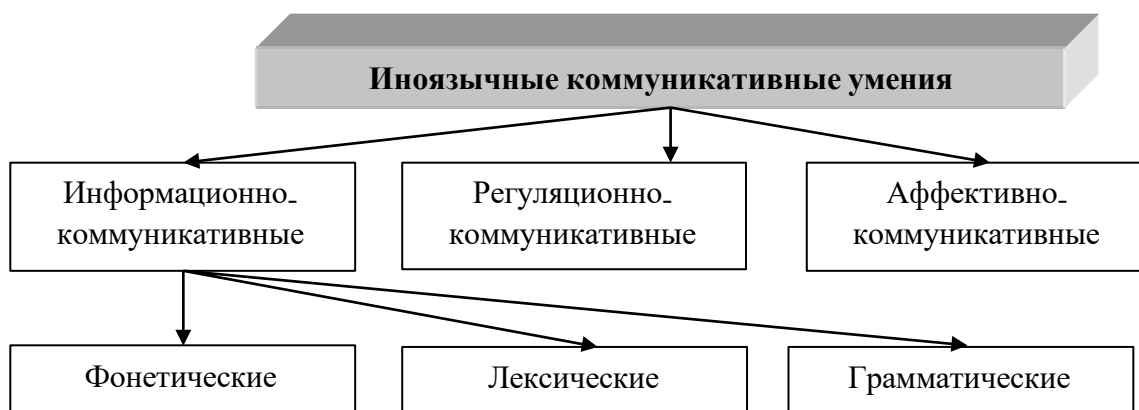 Иноязычные коммуникативные умения
Информационно-
коммуникативные
Регуляционно-
коммуникативные
Аффективно-
коммуникативные
Фонетические
Лексические
Грамматические